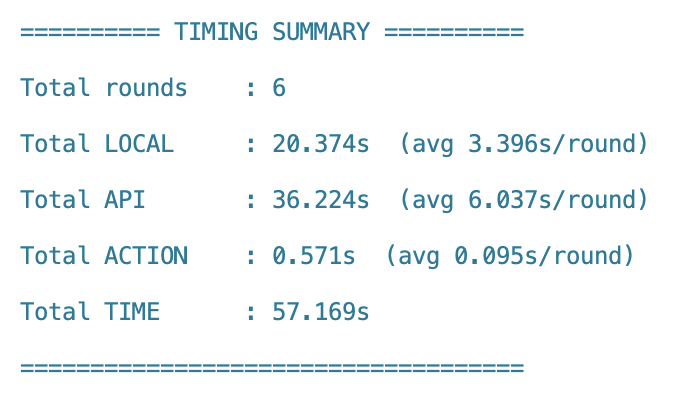 ========== TIMING SUMMARY ==========
Total rounds    : 6
Total LOCAL     : 20.374s  (avg 3.396s/round)
Total API       : 36.224s  (avg 6.037s/round)
Total ACTION    : 0.571s  (avg 0.095s/round)
Total TIME      : 57.169s
====================================